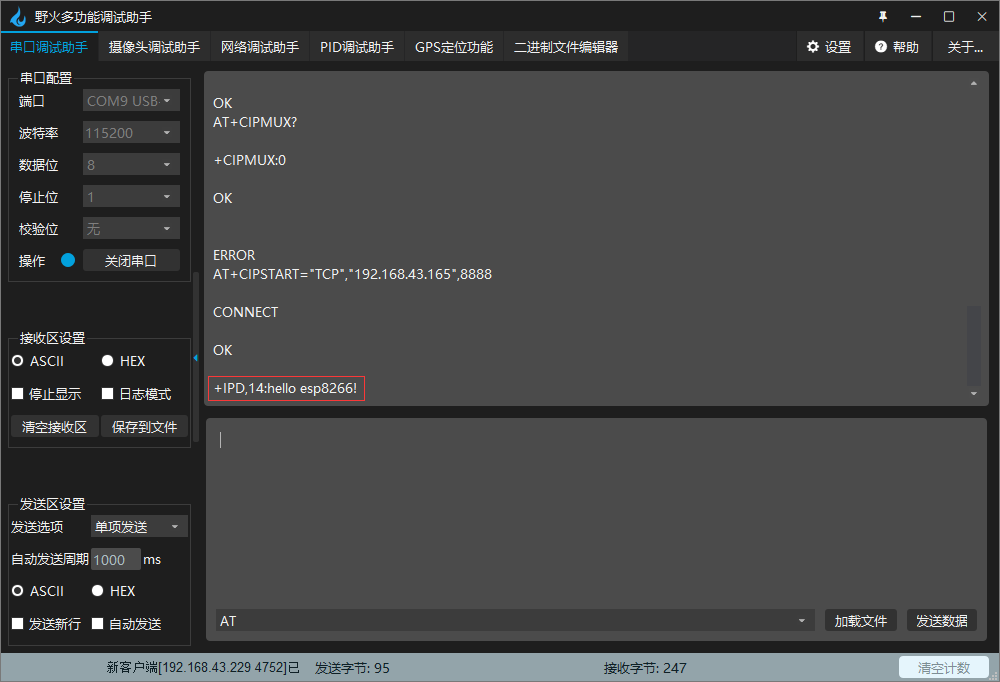 野火多功能调试助手
串口调试助手 摄像头调试助手 网络调试助手 PID调试助手 GPS定位功能 二进制文件编辑器 设置 帮助 关于...
串口配置
端口 COM9 USB
波特率 115200
数据位 8
停止位 1
校验位 无
操作 关闭串口
接收区设置
ASCII HEX
停止显示 日志模式
清空接收区 保存到文件
发送区设置
发送选项 单项发送
自动发送周期 1000 ms
ASCII HEX
发送新行 自动发送
OK
AT+CIPMUX?
+CIPMUX:0
OK
ERROR
AT+CIPSTART="TCP","192.168.43.165",8888
CONNECT
OK
+IPD,14:hello esp8266!
AT 加载文件 发送数据
新客户端[192.168.43.229 4752]已 发送字节: 95 接收字节: 247 清空计数